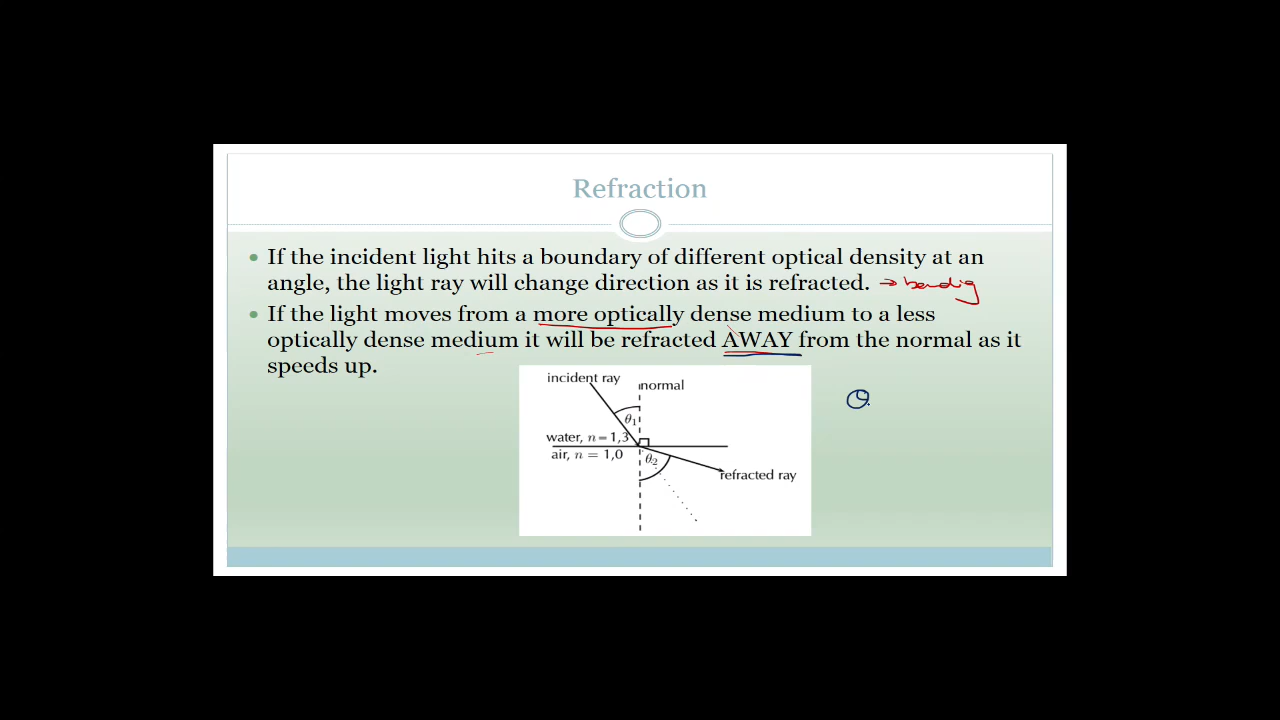 Refraction
• If the incident light hits a boundary of different optical density at an
angle, the light ray will change direction as it is refracted. → bendig
• If the light moves from a more optically dense medium to a less
optically dense medium it will be refracted AWAY from the normal as it
speeds up.
incident ray
normal
θ₁
water, n = 1,3
air, n = 1,0
θ₂
refracted ray